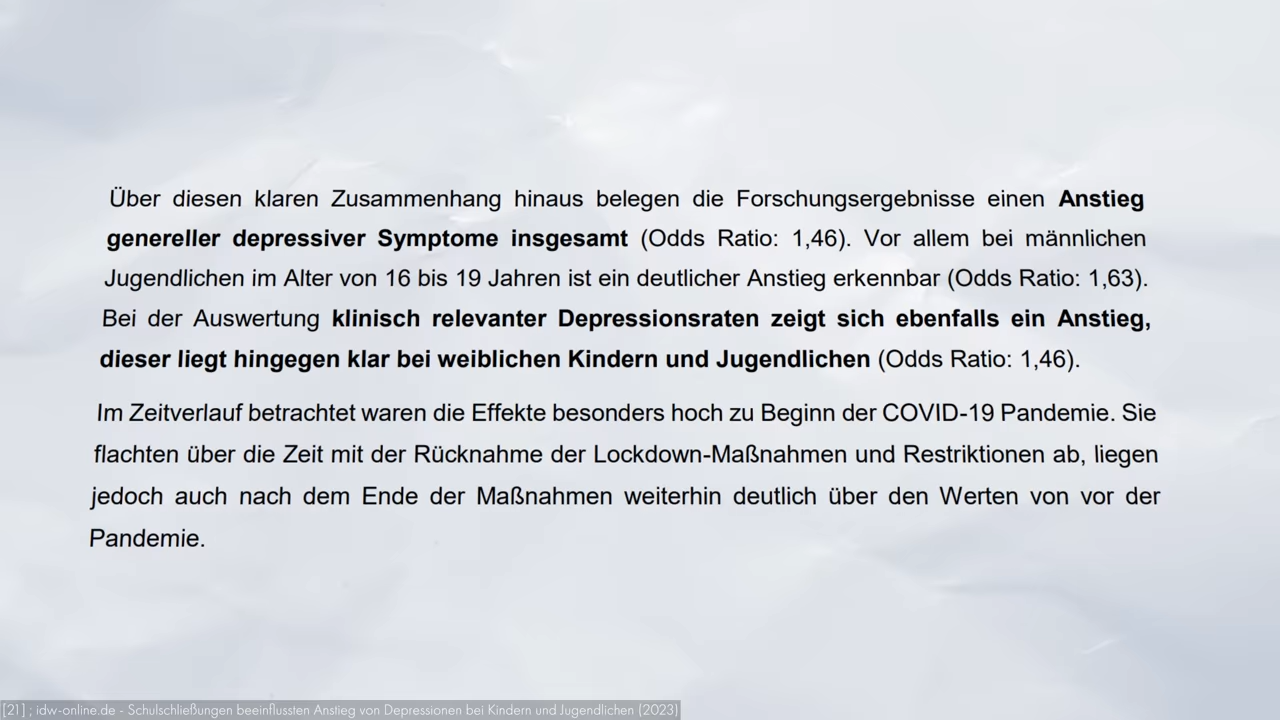 Über diesen klaren Zusammenhang hinaus belegen die Forschungsergebnisse einen Anstieg
genereller depressiver Symptome insgesamt (Odds Ratio: 1,46). Vor allem bei männlichen
Jugendlichen im Alter von 16 bis 19 Jahren ist ein deutlicher Anstieg erkennbar (Odds Ratio: 1,63).
Bei der Auswertung klinisch relevanter Depressionsraten zeigt sich ebenfalls ein Anstieg,
dieser liegt hingegen klar bei weiblichen Kindern und Jugendlichen (Odds Ratio: 1,46).
Im Zeitverlauf betrachtet waren die Effekte besonders hoch zu Beginn der COVID-19 Pandemie. Sie
flachten über die Zeit mit der Rücknahme der Lockdown-Maßnahmen und Restriktionen ab, liegen
jedoch auch nach dem Ende der Maßnahmen weiterhin deutlich über den Werten von vor der
Pandemie.
[21] ; idw-online.de - Schulschließungen beeinflussten Anstieg von Depressionen bei Kindern und Jugendlichen (2023)